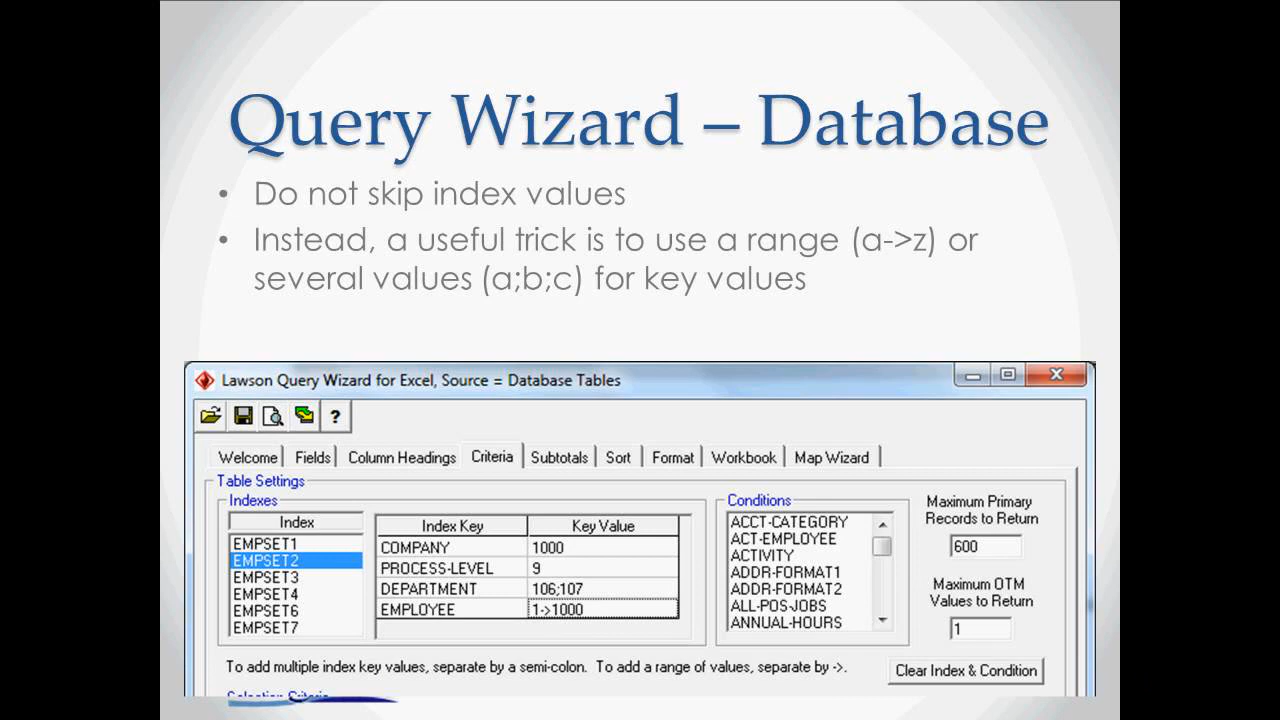 Query Wizard – Database
• Do not skip index values
• Instead, a useful trick is to use a range (a->z) or
several values (a;b;c) for key values
Lawson Query Wizard for Excel, Source = Database Tables
?
Welcome Fields Column Headings Criteria Subtotals Sort Format Workbook Map Wizard
Table Settings
Indexes
Index
EMPSET1
EMPSET2
EMPSET3
EMPSET4
EMPSET6
EMPSET7
Index Key Key Value
COMPANY 1000
PROCESS-LEVEL 9
DEPARTMENT 106;107
EMPLOYEE 1->1000
Conditions
ACCT-CATEGORY
ACT-EMPLOYEE
ACTIVITY
ADDR-FORMAT1
ADDR-FORMAT2
ALL-POS-JOBS
ANNUAL-HOURS
Maximum Primary
Records to Return
600
Maximum OTM
Values to Return
1
To add multiple index key values, separate by a semi-colon. To add a range of values, separate by ->.
Clear Index & Condition
Selection Criteria